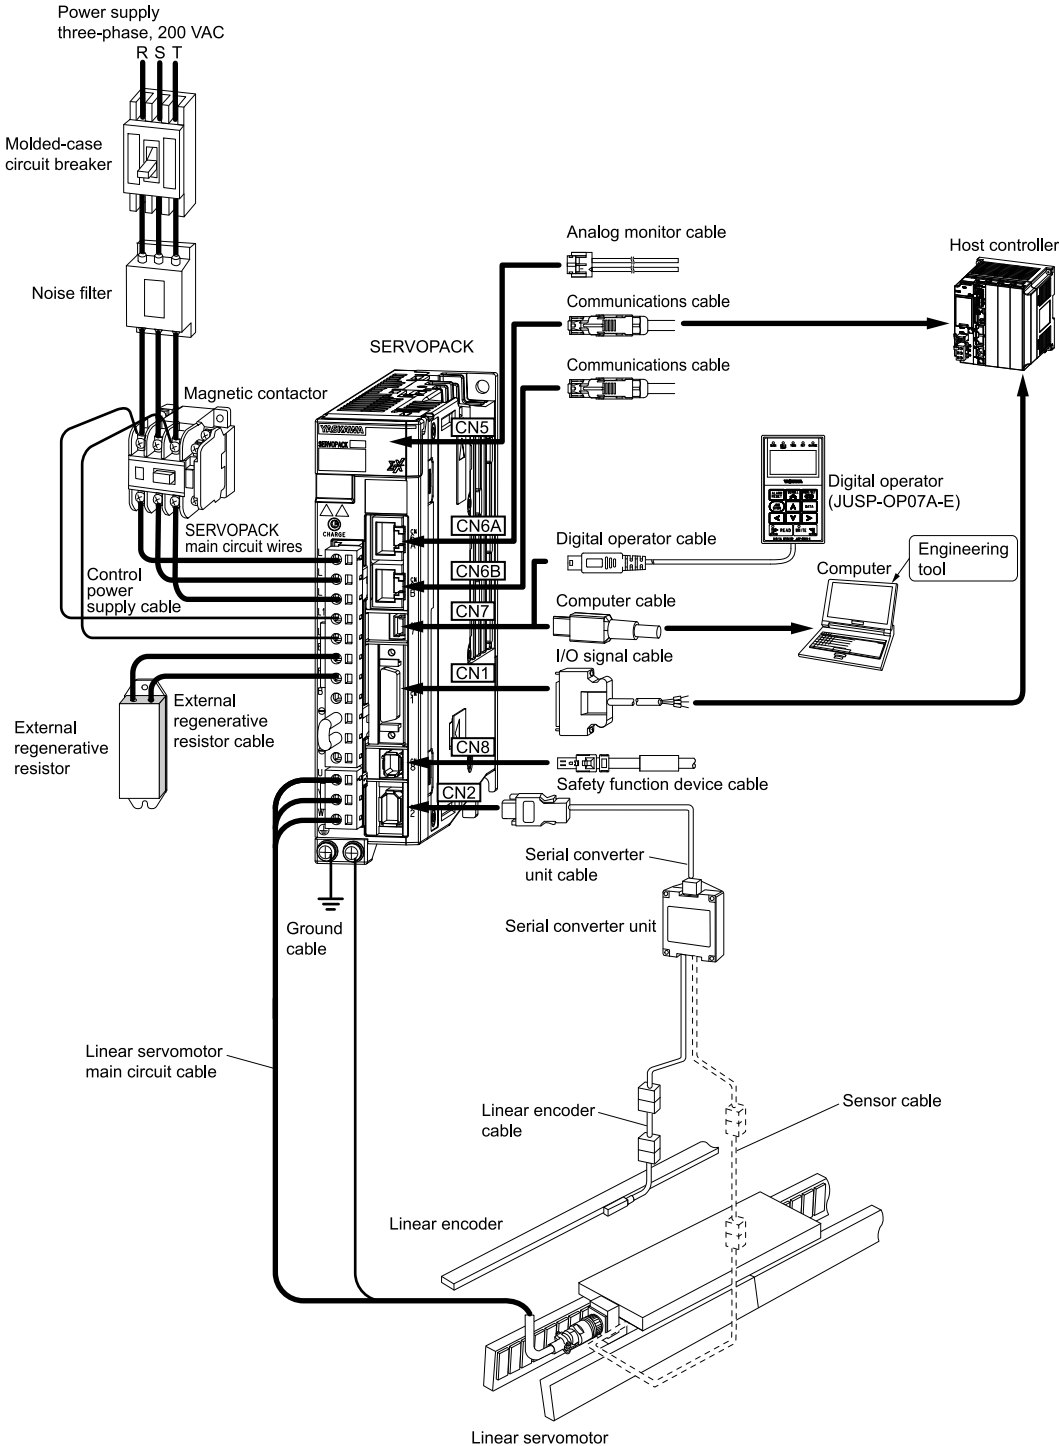 Power supply
three-phase, 200 VAC
R S T
Molded-case
circuit breaker
Noise filter
Magnetic contactor
SERVOPACK
main circuit wires
Control
power
supply cable
External
regenerative
resistor
External
regenerative
resistor cable
SERVOPACK
YASKAWA
SERVOPACK
CHARGE
CN5
CN6A
CN6B
CN7
CN1
CN8
CN2
U
V
W
Analog monitor cable
Communications cable
Communications cable
Host controller
Digital operator
(JUSP-OP07A-E)
DATA
READ
Digital operator cable
Computer
Engineering
tool
Computer cable
I/O signal cable
Safety function device cable
Serial converter
unit cable
Serial converter unit
Ground
cable
Linear servomotor
main circuit cable
Linear encoder
cable
Sensor cable
Linear encoder
Linear servomotor